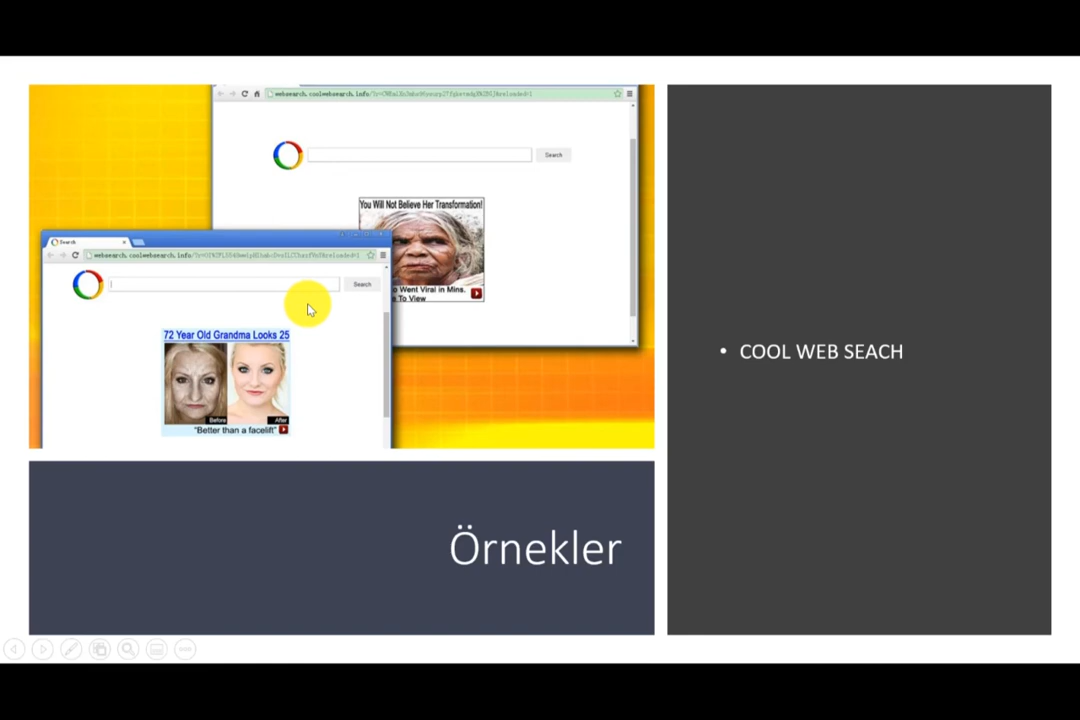 Search
You Will Not Believe Her Transformation!
o Went Viral in Mins.
e To View
Search
Search
72 Year Old Grandma Looks 25
Before
After
"Better than a facelift"
Örnekler
• COOL WEB SEACH